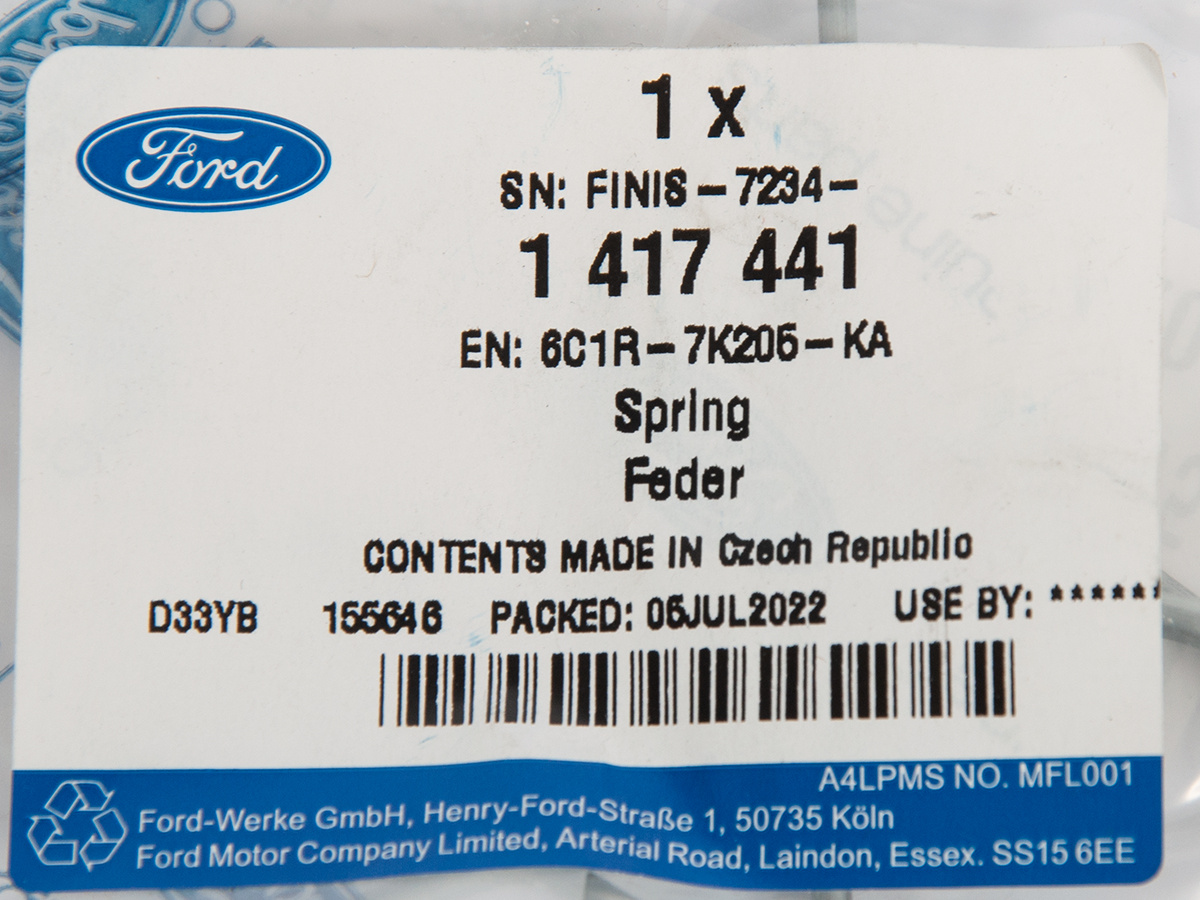 Ford
1 x
SN: FINIS-7234-
1 417 441
EN: 6C1R-7K205-KA
Spring
Feder
CONTENTS MADE IN Czech Republic
D33YB 155646 PACKED: 05JUL2022 USE BY: ******
A4LPMS NO. MFL001
Ford-Werke GmbH, Henry-Ford-Straße 1, 50735 Köln
Ford Motor Company Limited, Arterial Road, Laindon, Essex. SS15 6EE